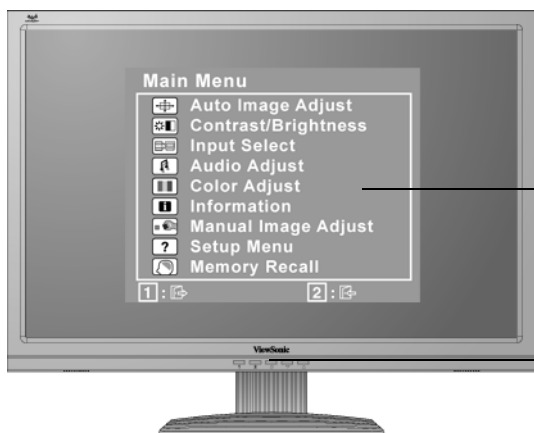 Main Menu
Auto Image Adjust
Contrast/Brightness
Input Select
Audio Adjust
Color Adjust
Information
Manual Image Adjust
? Setup Menu
Memory Recall
1 : 2 :
ViewSonic